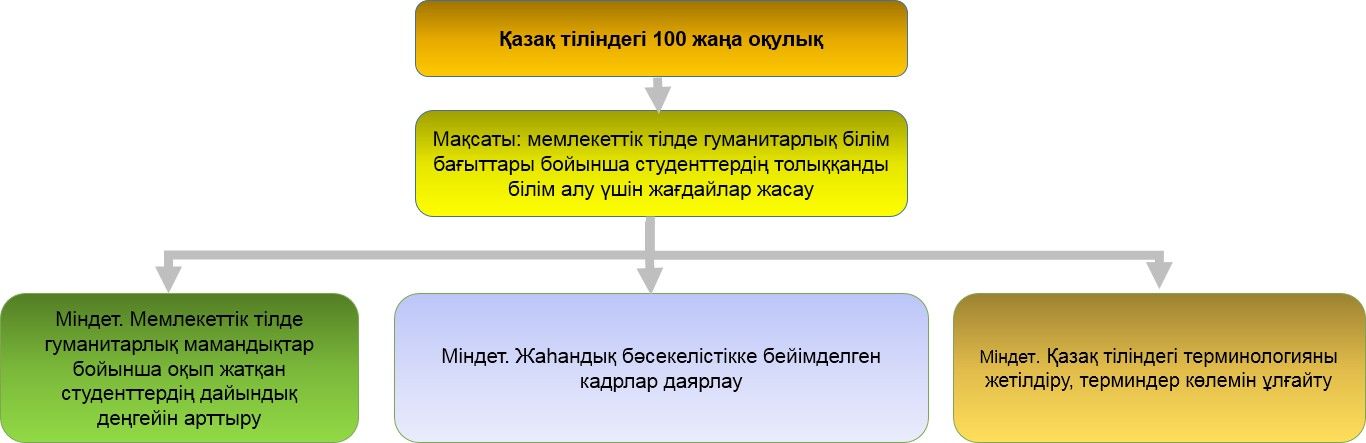 Қазақ тіліндегі 100 жаңа оқулық
Мақсаты: мемлекеттік тілде гуманитарлық білім
бағыттары бойынша студенттердің толыққанды
білім алу үшін жағдайлар жасау
Міндет. Мемлекеттік тілде
гуманитарлық мамандықтар
бойынша оқып жатқан
студенттердің дайындық
деңгейін арттыру
Міндет. Жаһандық бәсекелістікке бейімделген
кадрлар даярлау
Міндет. Қазақ тіліндегі терминологияны
жетілдіру, терминдер көлемін ұлғайту